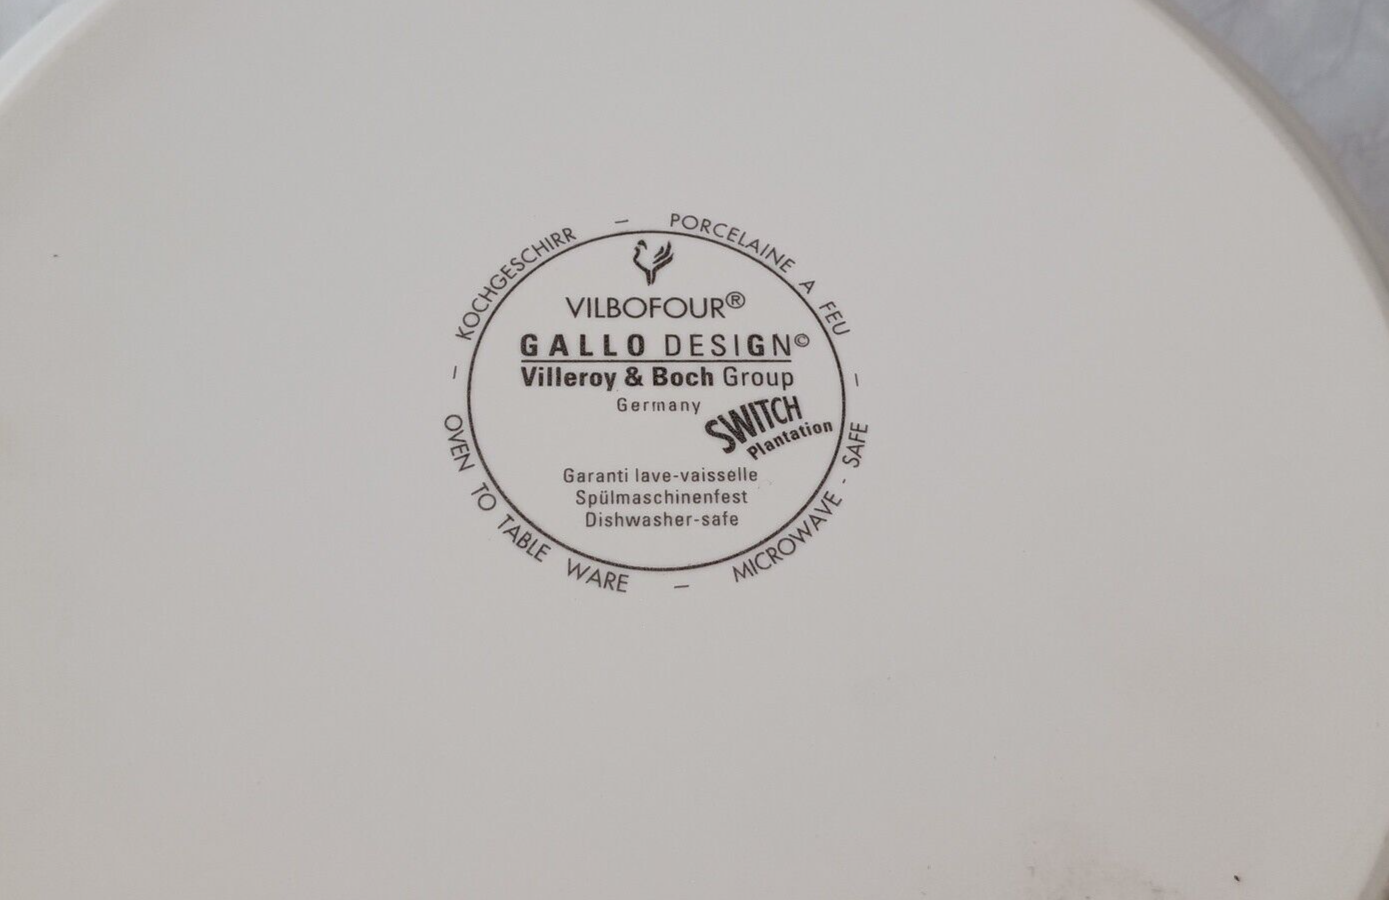 KOCHGESCHIRR – PORCELAINE A FEU –
VILBOFOUR®
GALLO DESIGN©
Villeroy & Boch Group
Germany
SWITCH
Plantation
Garanti lave-vaisselle
Spülmaschinenfest
Dishwasher-safe
– OVEN TO TABLE WARE – MICROWAVE - SAFE